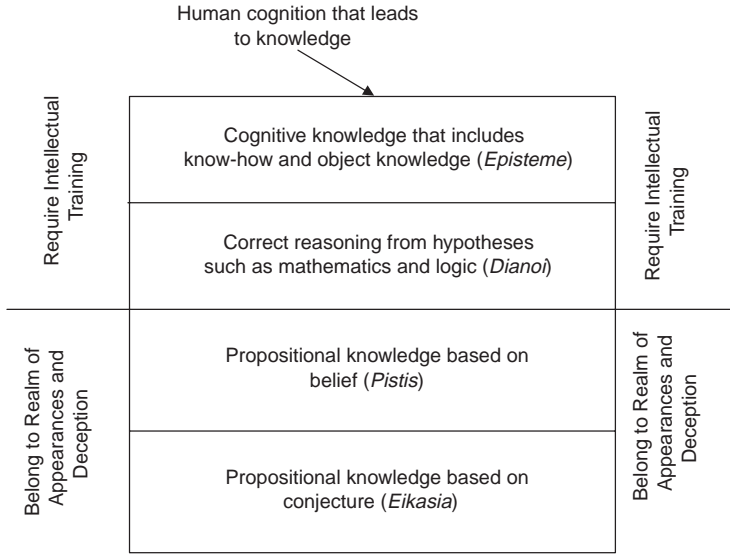 Human cognition that leads
to knowledge
Require Intellectual
Training
Cognitive knowledge that includes
know-how and object knowledge (Episteme)
Require Intellectual
Training
Correct reasoning from hypotheses
such as mathematics and logic (Dianoi)
Belong to Realm of
Appearances and
Deception
Propositional knowledge based on
belief (Pistis)
Belong to Realm of
Appearances and
Deception
Propositional knowledge based on
conjecture (Eikasia)